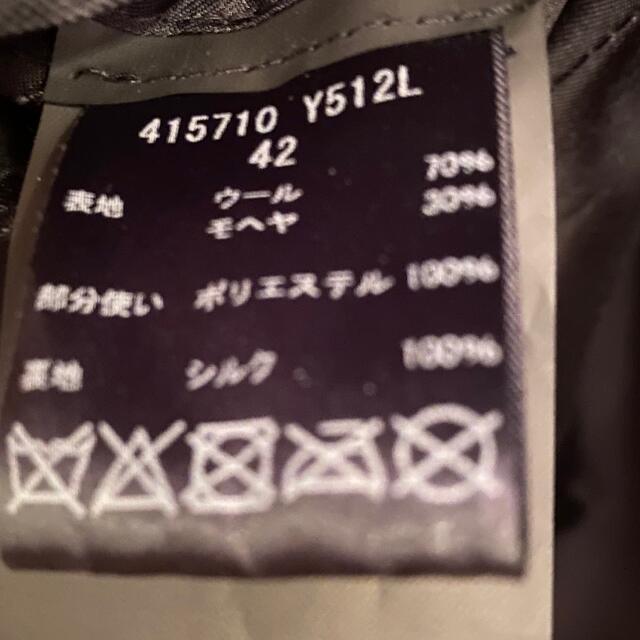 415710 Y512L
42
表地 ウール 70%
モヘヤ 30%
部分使い ポリエステル 100%
裏地 シルク 100%